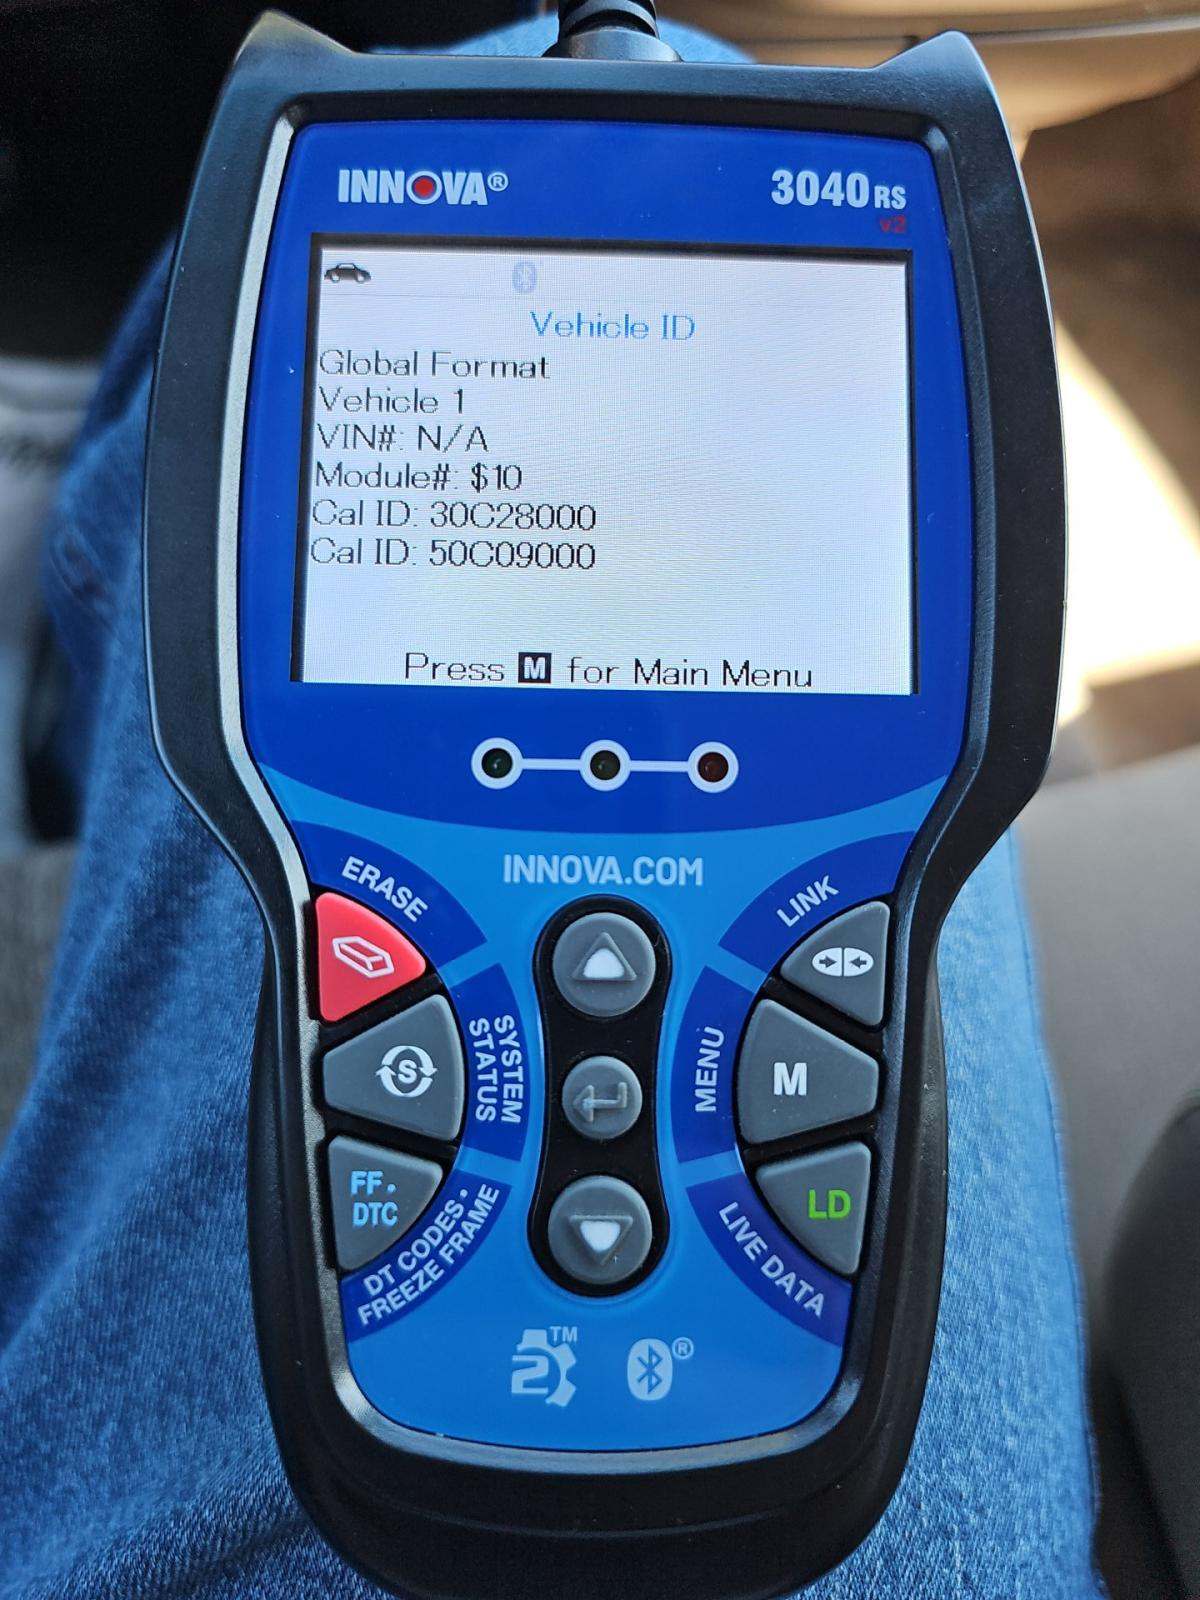 INNOVA®
3040RS
v2
Vehicle ID
Global Format
Vehicle 1
VIN#: N/A
Module#: $10
Cal ID: 30C28000
Cal ID: 50C09000
Press M for Main Menu
INNOVA.COM
ERASE
LINK
S
SYSTEM
STATUS
MENU
M
FF.
DTC
DT CODES •
FREEZE FRAME
LD
LIVE DATA
2 TM
®